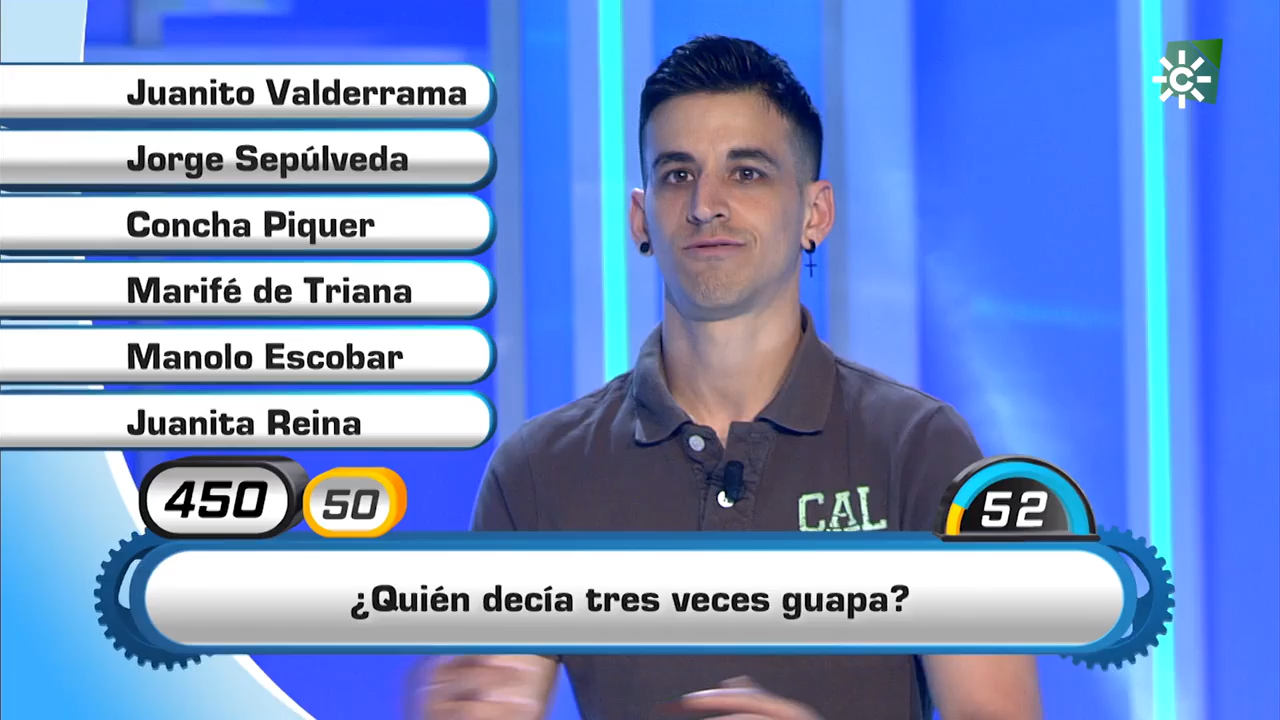 Juanito Valderrama
Jorge Sepúlveda
Concha Piquer
Marifé de Triana
Manolo Escobar
Juanita Reina
450
50
52
CAL
¿Quién decía tres veces guapa?
C